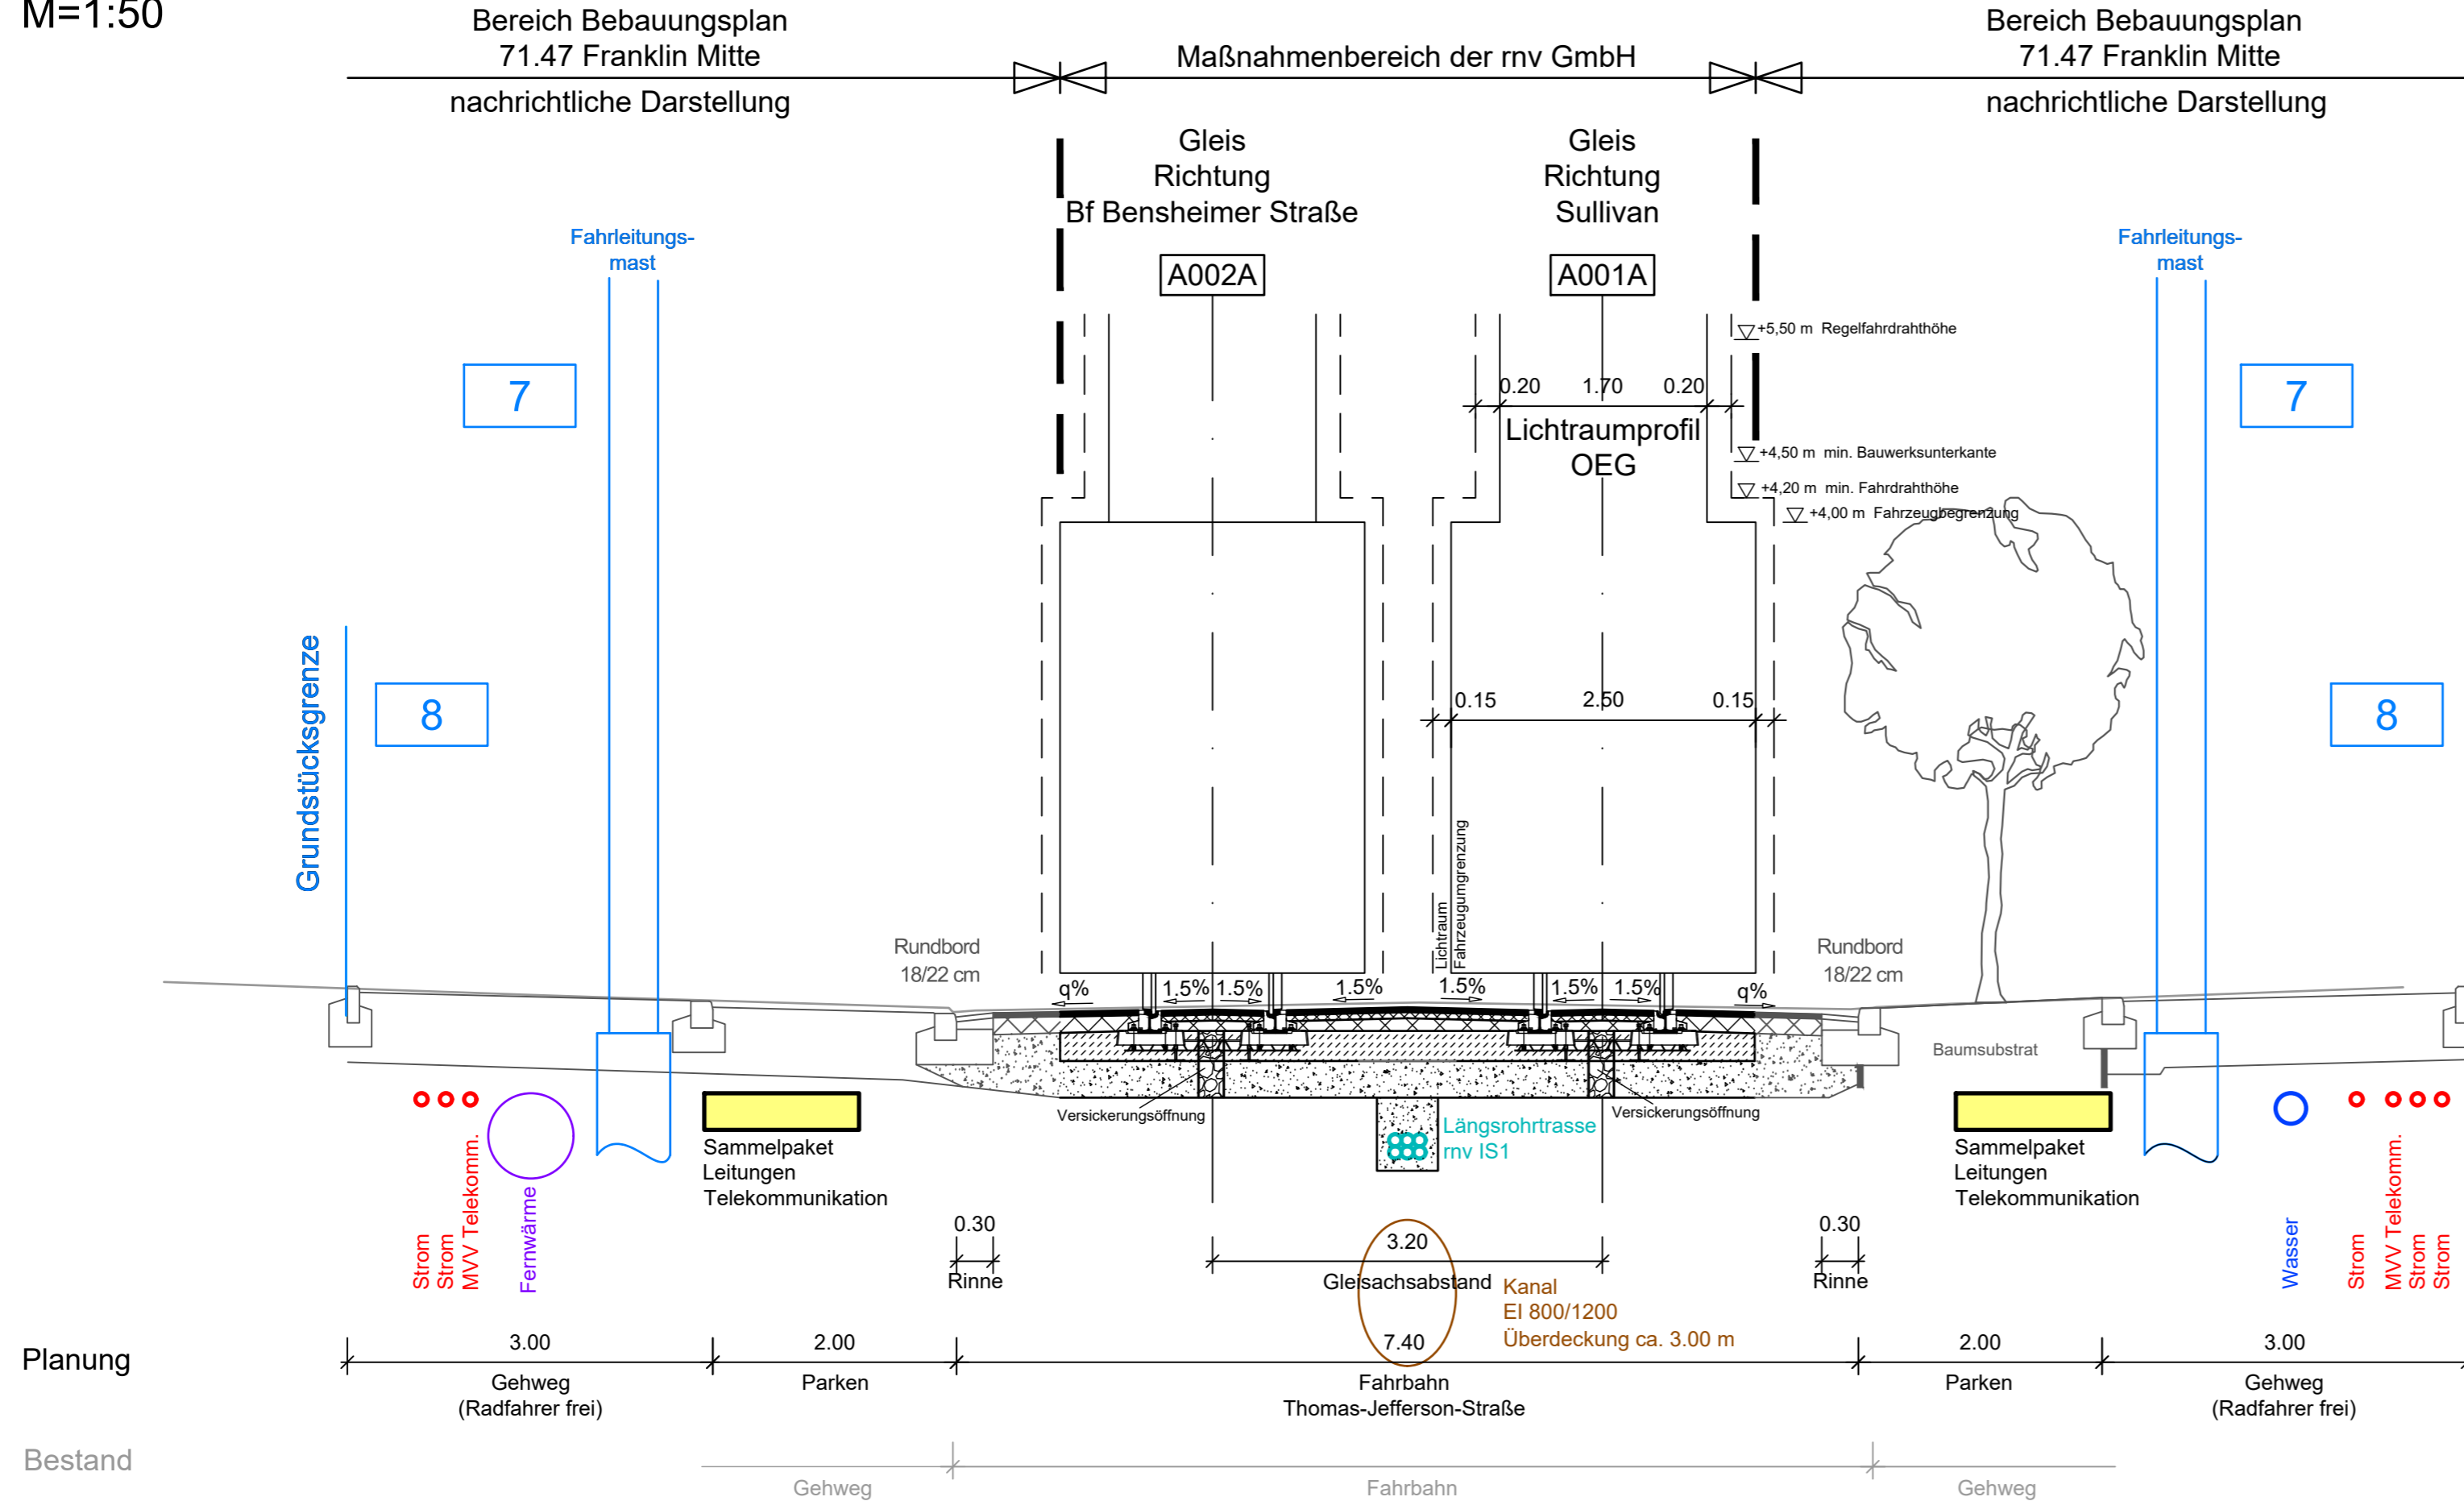 M=1:50
Bereich Bebauungsplan
71.47 Franklin Mitte
nachrichtliche Darstellung
Maßnahmenbereich der rnv GmbH
Bereich Bebauungsplan
71.47 Franklin Mitte
nachrichtliche Darstellung
Gleis
Richtung
Bf Bensheimer Straße
A002A
Gleis
Richtung
Sullivan
A001A
Fahrleitungs-
mast
Fahrleitungs-
mast
7
7
+5,50 m Regelfahrdrahthöhe
0.20 1.70 0.20
Lichtraumprofil
OEG
+4,50 m min. Bauwerksunterkante
+4,20 m min. Fahrdrahthöhe
+4,00 m Fahrzeugbegrenzung
Grundstücksgrenze
8
8
0.15 2.50 0.15
Lichtraum
Fahrzeugumgrenzung
Rundbord
18/22 cm
Rundbord
18/22 cm
q% 1.5% 1.5% 1.5% 1.5% 1.5% 1.5% q%
Baumsubstrat
Versickerungsöffnung
Versickerungsöffnung
Längsrohrtrasse
rnv IS1
Sammelpaket
Leitungen
Telekommunikation
Sammelpaket
Leitungen
Telekommunikation
Strom
Strom
MVV Telekomm.
Fernwärme
Wasser
Strom
MVV Telekomm.
Strom
Strom
0.30
Rinne
3.20
Gleisachsabstand
0.30
Rinne
Kanal
EI 800/1200
Überdeckung ca. 3.00 m
Planung
3.00 2.00 7.40 2.00 3.00
Gehweg
(Radfahrer frei)
Parken
Fahrbahn
Thomas-Jefferson-Straße
Parken
Gehweg
(Radfahrer frei)
Bestand
Gehweg Fahrbahn Gehweg